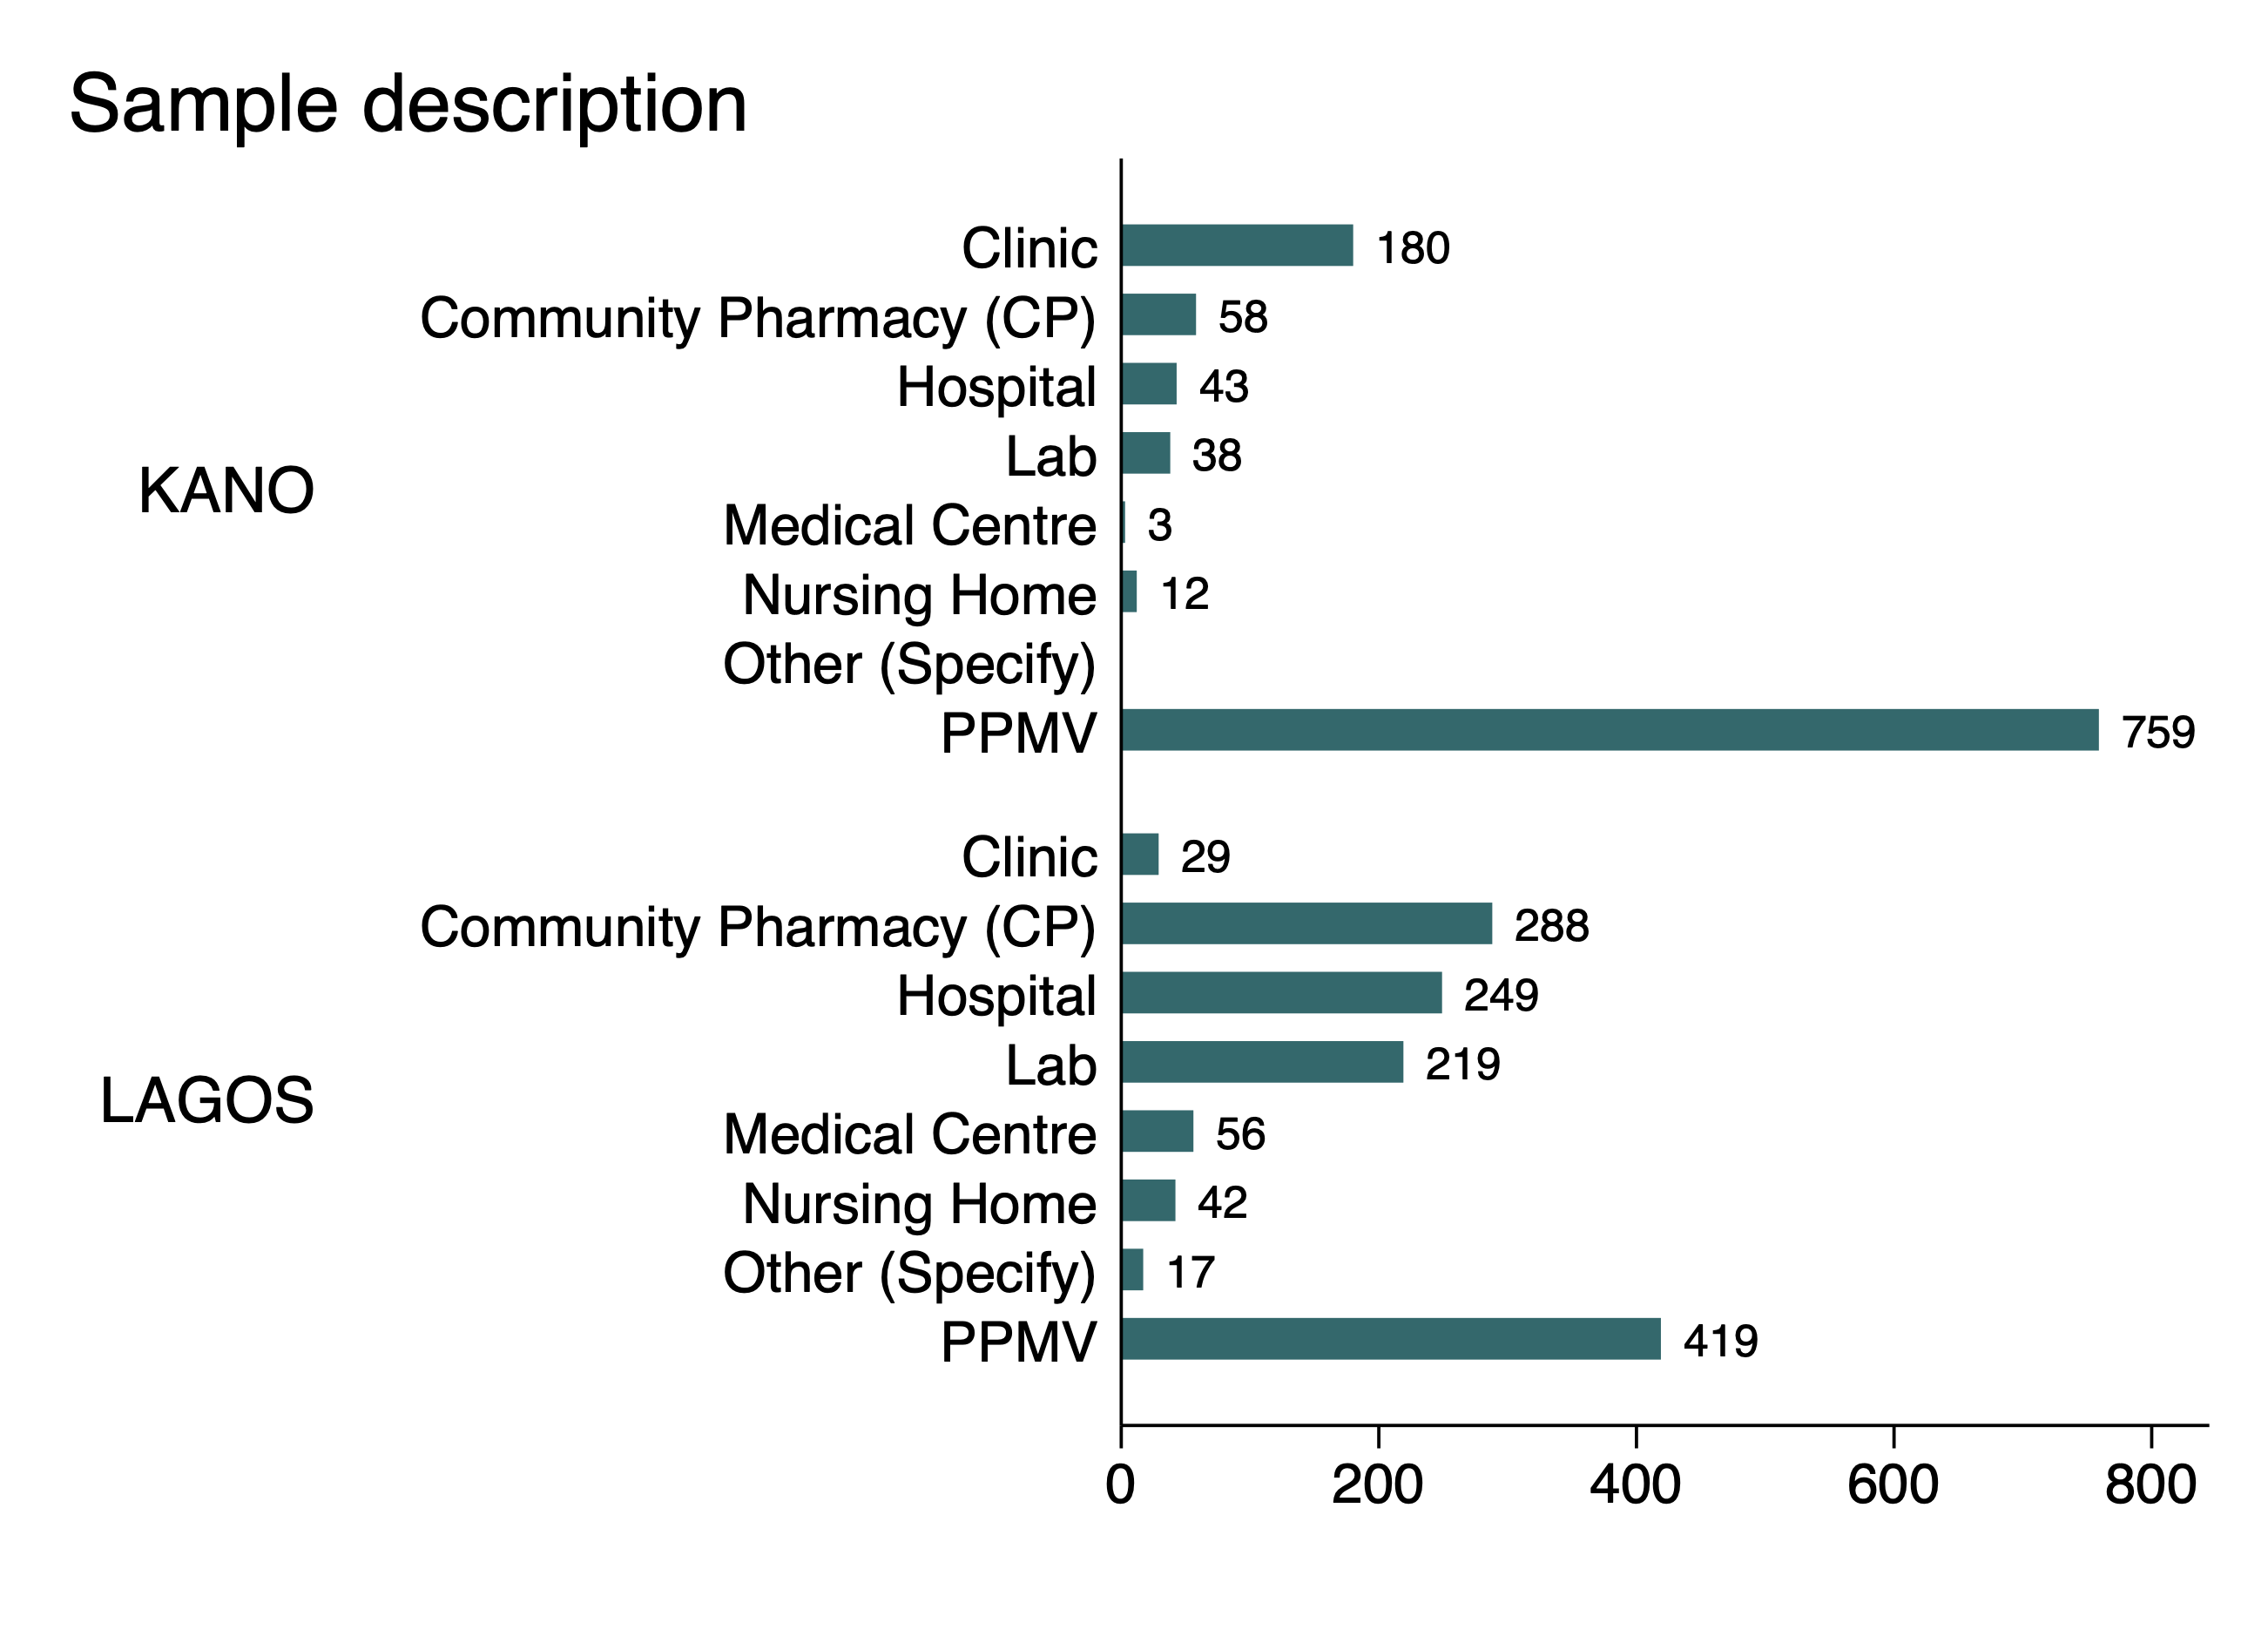 Sample description
KANO
Clinic 180
Community Pharmacy (CP) 58
Hospital 43
Lab 38
Medical Centre 3
Nursing Home 12
Other (Specify)
PPMV 759
LAGOS
Clinic 29
Community Pharmacy (CP) 288
Hospital 249
Lab 219
Medical Centre 56
Nursing Home 42
Other (Specify) 17
PPMV 419
0 200 400 600 800